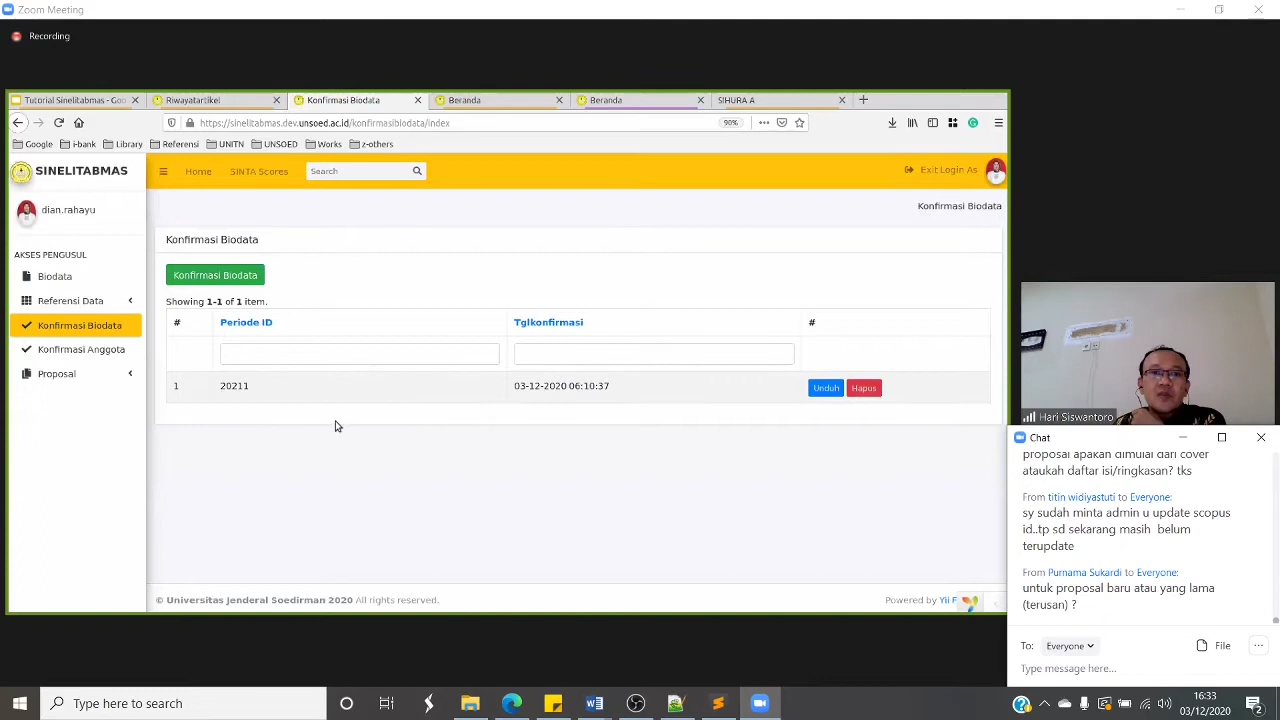 Zoom Meeting
Recording
Tutorial Sinelitabmas - Goo
Riwayatartikel
Konfirmasi Biodata
Beranda
Beranda
SIHURA A
https://sinelitabmas.dev.unsoed.ac.id/konfirmasibiodata/index
90%
Google
i-bank
Library
Referensi
UNITN
UNSOED
Works
z-others
SINELITABMAS
Home
SINTA Scores
Search
Exit Login As
dian.rahayu
Konfirmasi Biodata
AKSES PENGUSUL
Biodata
Referensi Data
Konfirmasi Biodata
Konfirmasi Anggota
Proposal
Konfirmasi Biodata
Konfirmasi Biodata
Showing 1-1 of 1 item.
# Periode ID Tglkonfirmasi #
1 20211 03-12-2020 06:10:37 Unduh Hapus
© Universitas Jenderal Soedirman 2020 All rights reserved.
Powered by Yii F
Hari Siswantoro
Chat
proposal apakah dimulai dari cover
ataukah daftar isi/ringkasan? tks
From titin widiyastuti to Everyone:
sy sudah minta admin u update scopus
id..tp sd sekarang masih belum
terupdate
From Purnama Sukardi to Everyone:
untuk proposal baru atau yang lama
(terusan) ?
To: Everyone
File
Type message here...
Type here to search
16:33
03/12/2020
2